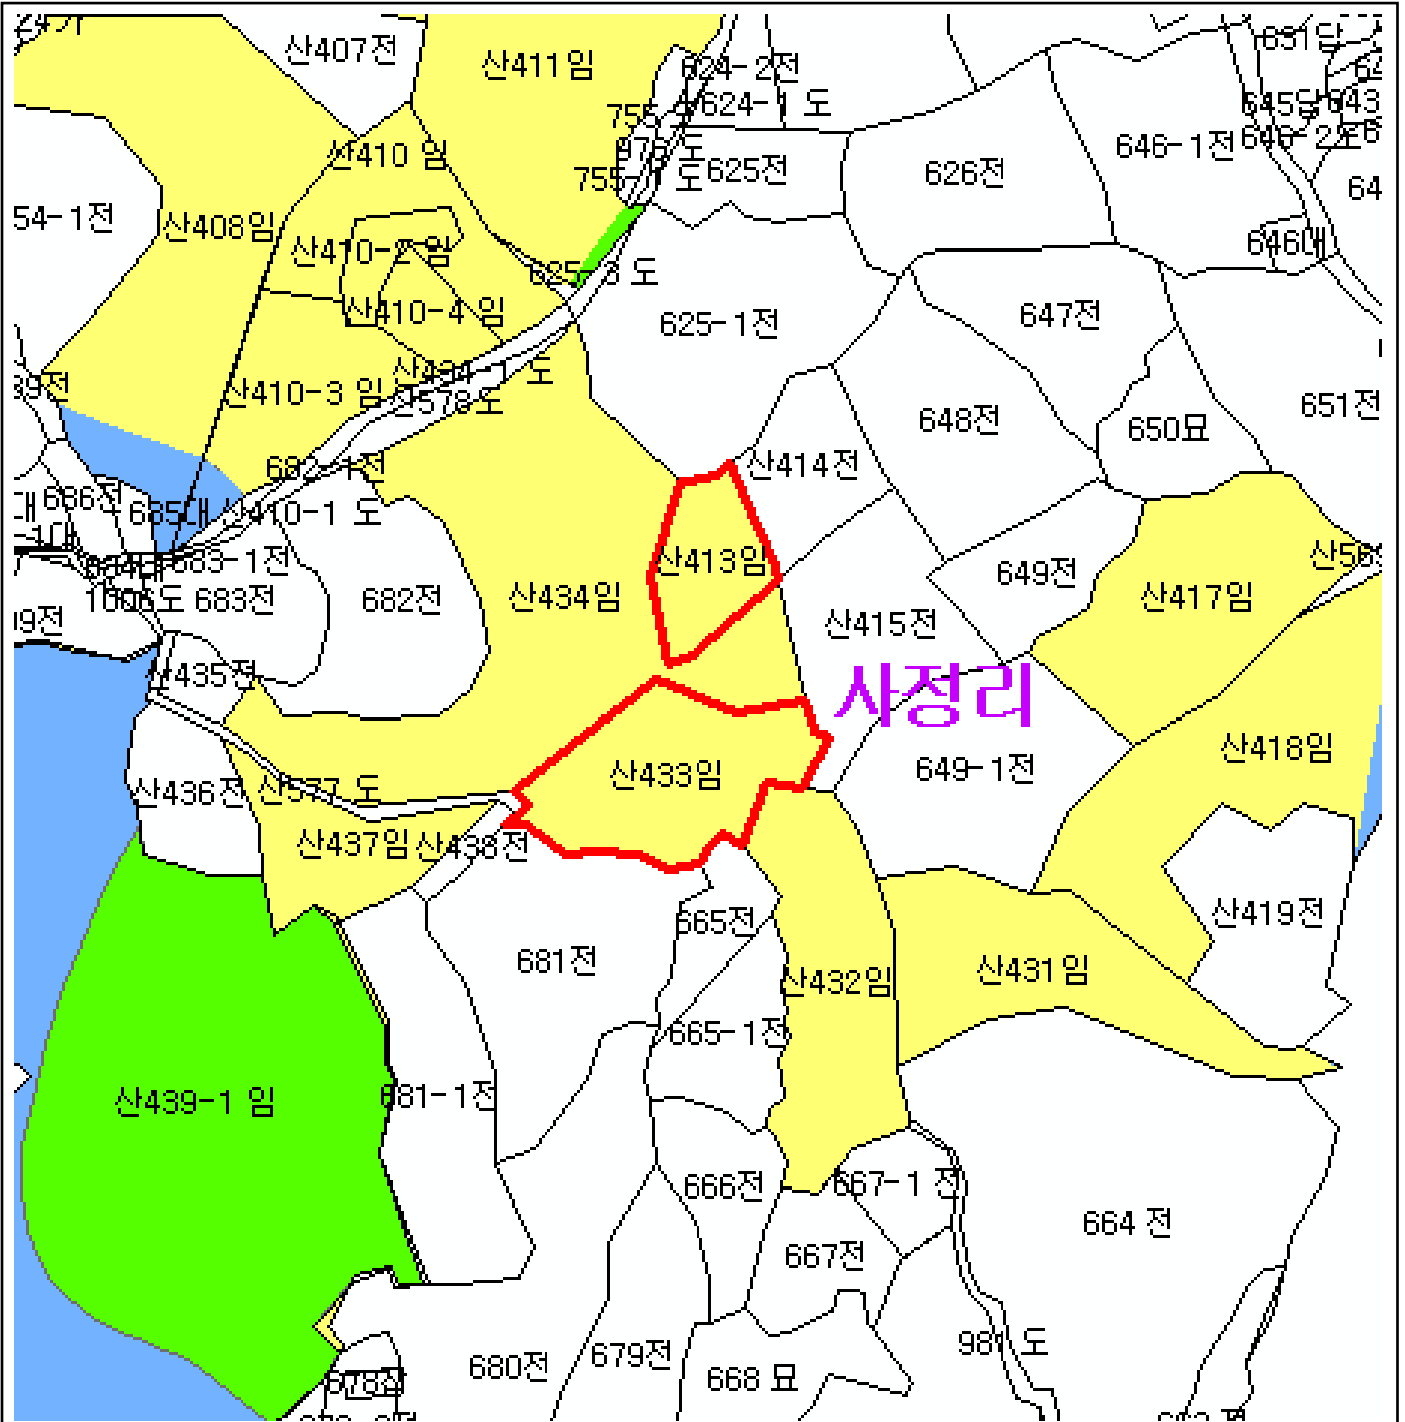 산407전
산411임
624-2전
631답
624-1 도
산410 임
646-1전
625전
626전
54-1전
산408임
646대
산410-2 임
625-3 도
산410-4 임
625-1전
647전
산434-1 도
산410-3 임
산578도
651전
648전
650묘
682-1전
산414전
686전
685대
산410-1 도
683-1전
산413임
649전
1006도
683전
682전
산434임
산417임
산415전
산435전
사정리
산418임
산433임
649-1전
산436전
산577 도
산437임
산438전
산419전
665전
681전
산432임
산431임
665-1전
산439-1 임
681-1전
666전
667-1 전
664 전
667전
981 도
680전
679전
668 묘
678전